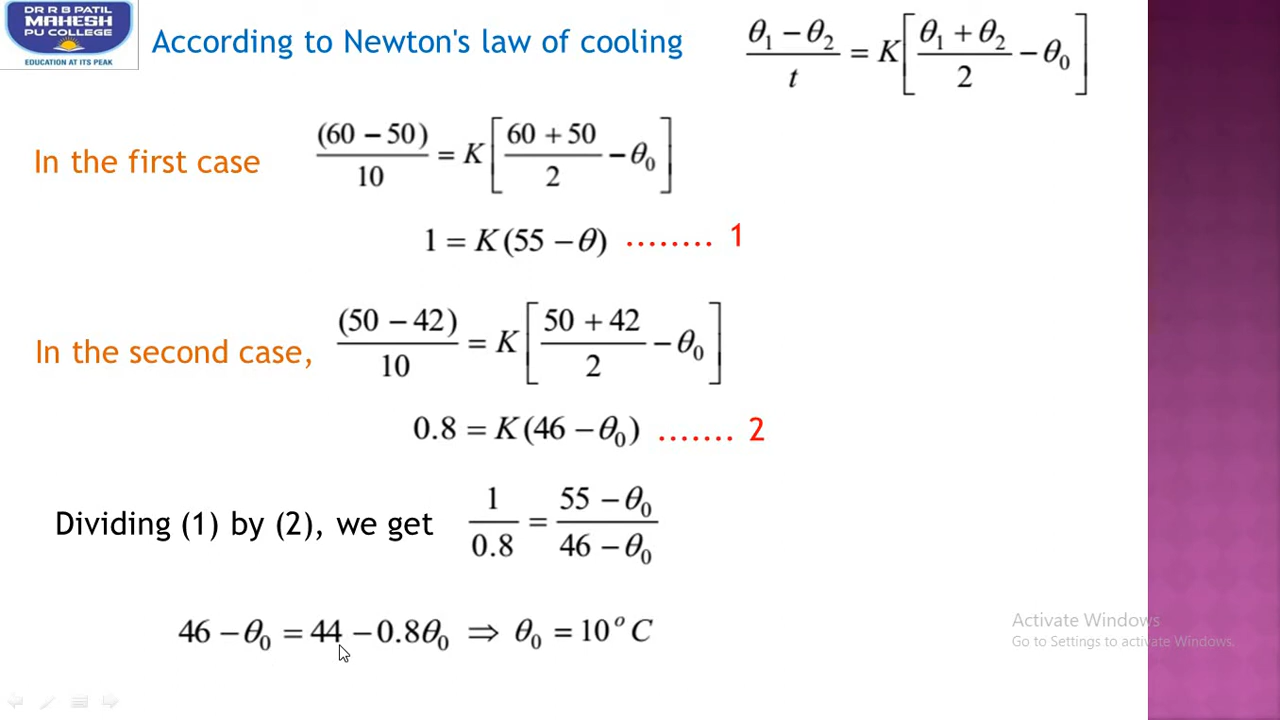 DR R B PATIL
MAHESH
PU COLLEGE
EDUCATION AT ITS PEAK
According to Newton's law of cooling
(θ₁ − θ₂)/t = K[(θ₁ + θ₂)/2 − θ₀]
In the first case
(60 − 50)/10 = K[(60 + 50)/2 − θ₀]
1 = K(55 − θ) ........ 1
In the second case,
(50 − 42)/10 = K[(50 + 42)/2 − θ₀]
0.8 = K(46 − θ₀) ....... 2
Dividing (1) by (2), we get
1/0.8 = (55 − θ₀)/(46 − θ₀)
46 − θ₀ = 44 − 0.8θ₀ ⇒ θ₀ = 10° C
Activate Windows
Go to Settings to activate Windows.